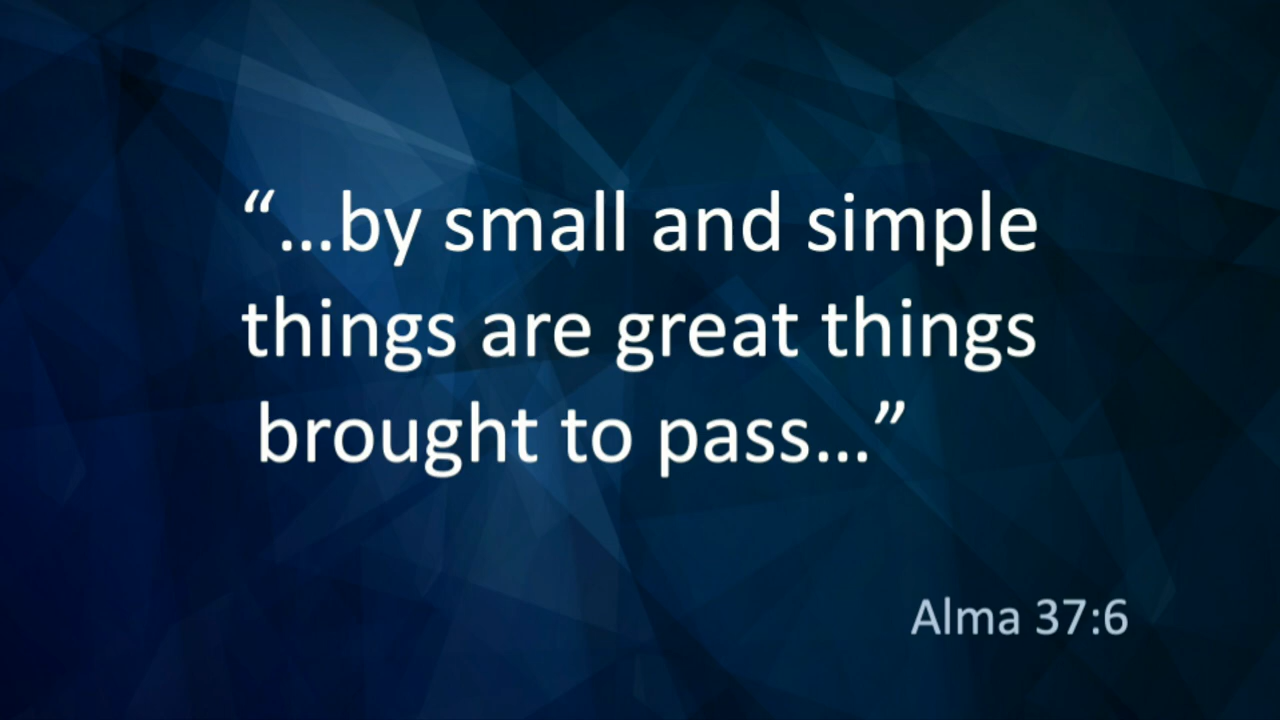 “...by small and simple
things are great things
brought to pass...”
Alma 37:6